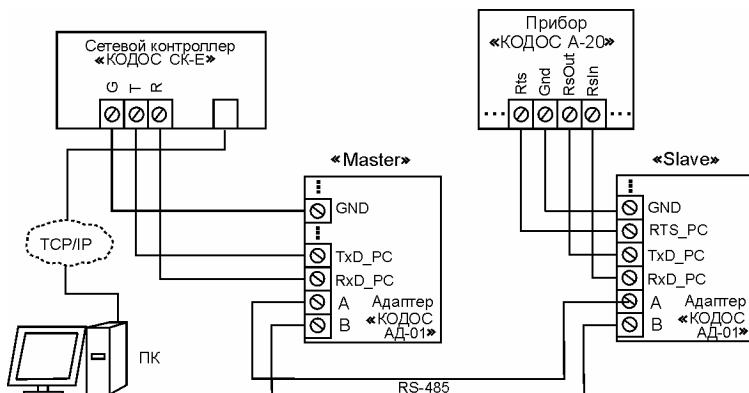 Сетевой контроллер
«КОДОС СК-Е»
G T R
Прибор
«КОДОС А-20»
Rts Gnd RsOut RsIn
«Master»
GND
TxD_PC
RxD_PC
A Адаптер
B «КОДОС
АД-01»
«Slave»
GND
RTS_PC
TxD_PC
RxD_PC
A Адаптер
B «КОДОС
АД-01»
TCP/IP
ПК
RS-485